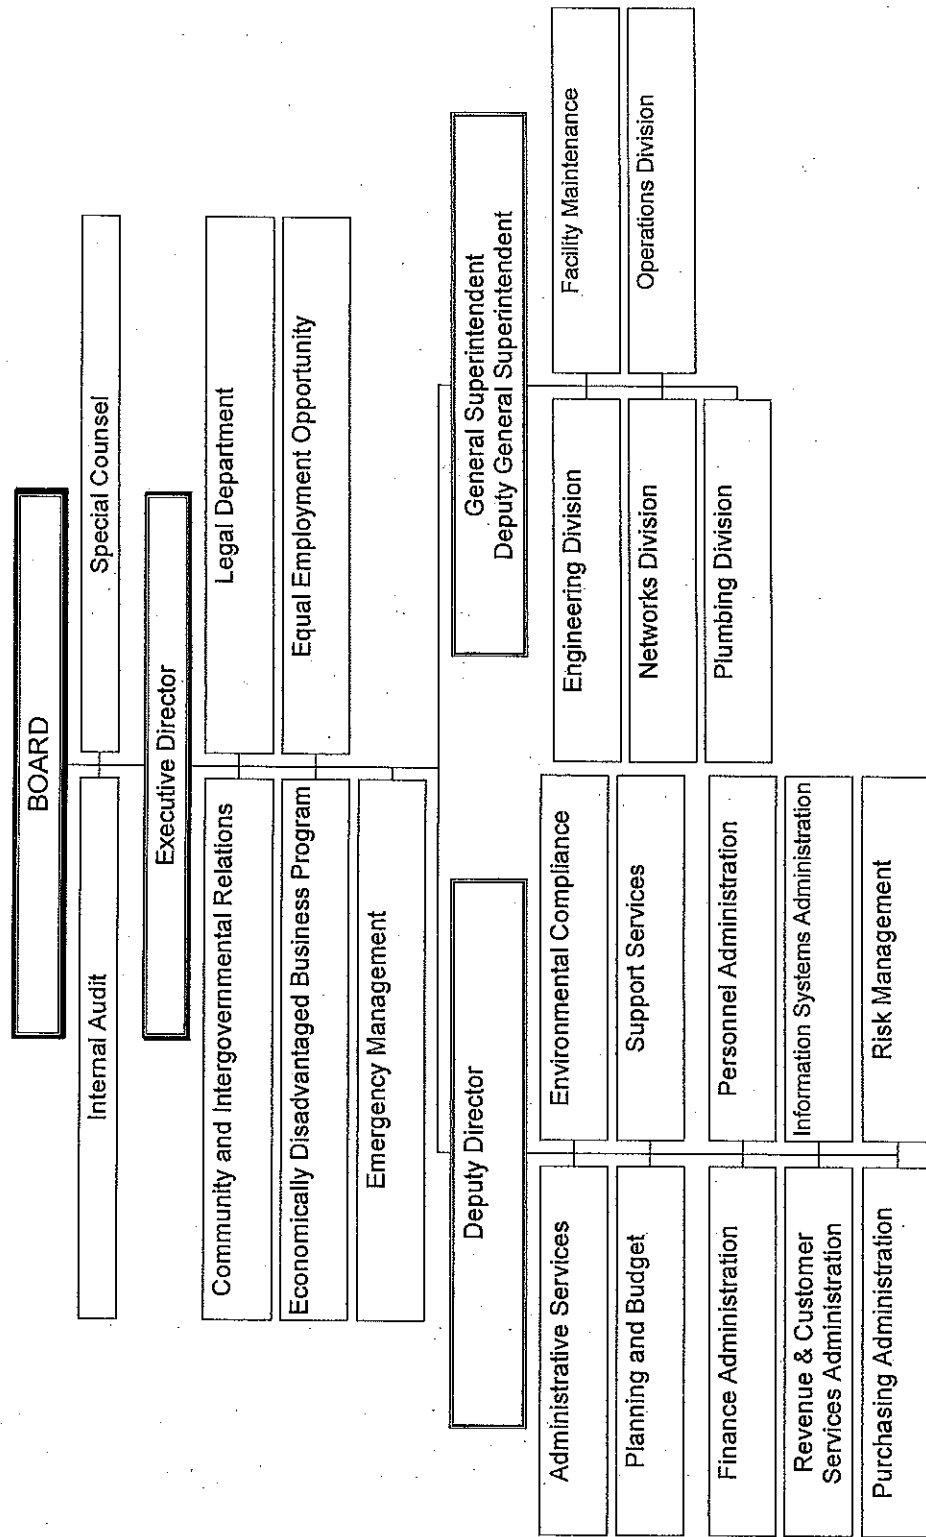 BOARD
Internal Audit
Special Counsel
Executive Director
Community and Intergovernmental Relations
Legal Department
Economically Disadvantaged Business Program
Equal Employment Opportunity
Emergency Management
Deputy Director
General Superintendent
Deputy General Superintendent
Administrative Services
Environmental Compliance
Engineering Division
Facility Maintenance
Planning and Budget
Support Services
Networks Division
Operations Division
Finance Administration
Personnel Administration
Plumbing Division
Revenue & Customer
Services Administration
Information Systems Administration
Purchasing Administration
Risk Management